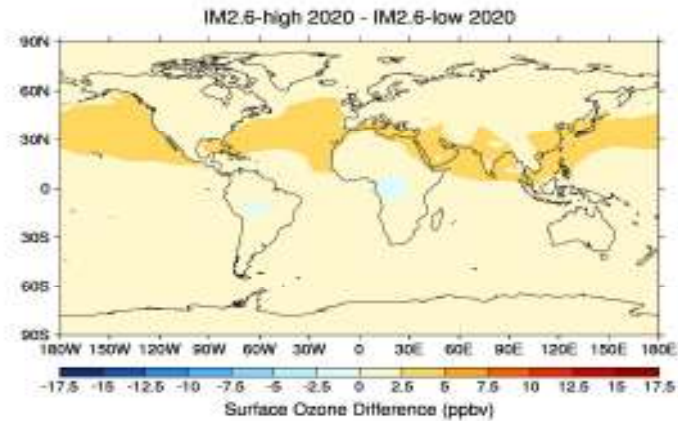 IM2.6-high 2020 - IM2.6-low 2020
90N
60N
30N
0
30S
60S
90S
180W 150W 120W 90W 60W 30W 0 30E 60E 90E 120E 150E 180E
-17.5 -15 -12.5 -10 -7.5 -5 -2.5 0 2.5 5 7.5 10 12.5 15 17.5
Surface Ozone Difference (ppbv)